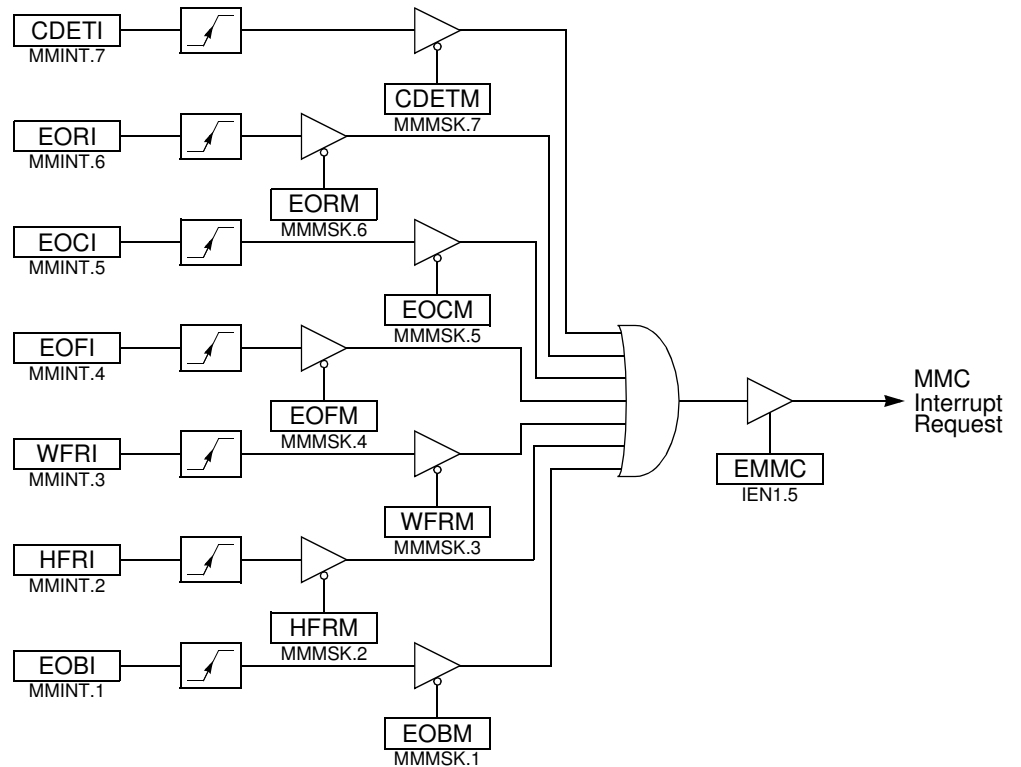 CDETI
MMINT.7
CDETM
MMMSK.7
EORI
MMINT.6
EORM
MMMSK.6
EOCI
MMINT.5
EOCM
MMMSK.5
EOFI
MMINT.4
EOFM
MMMSK.4
MMC
Interrupt
Request
EMMC
IEN1.5
WFRI
MMINT.3
WFRM
MMMSK.3
HFRI
MMINT.2
HFRM
MMMSK.2
EOBI
MMINT.1
EOBM
MMMSK.1